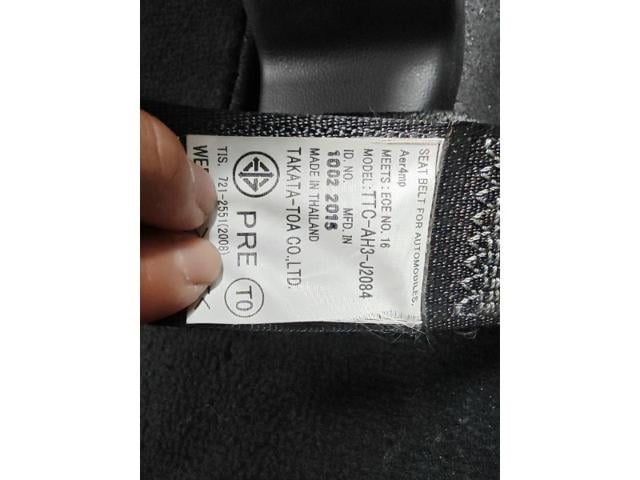 SEAT BELT FOR AUTOMOBILES.
Aer4mp
MEETS : ECE NO. 16
MODEL: TTC-AH3-J2084
ID. NO. MFD. IN
1002 2015
MADE IN THAILAND
TAKATA-TOA CO.,LTD.
PRE TO
TIS. 721-2551(2008)